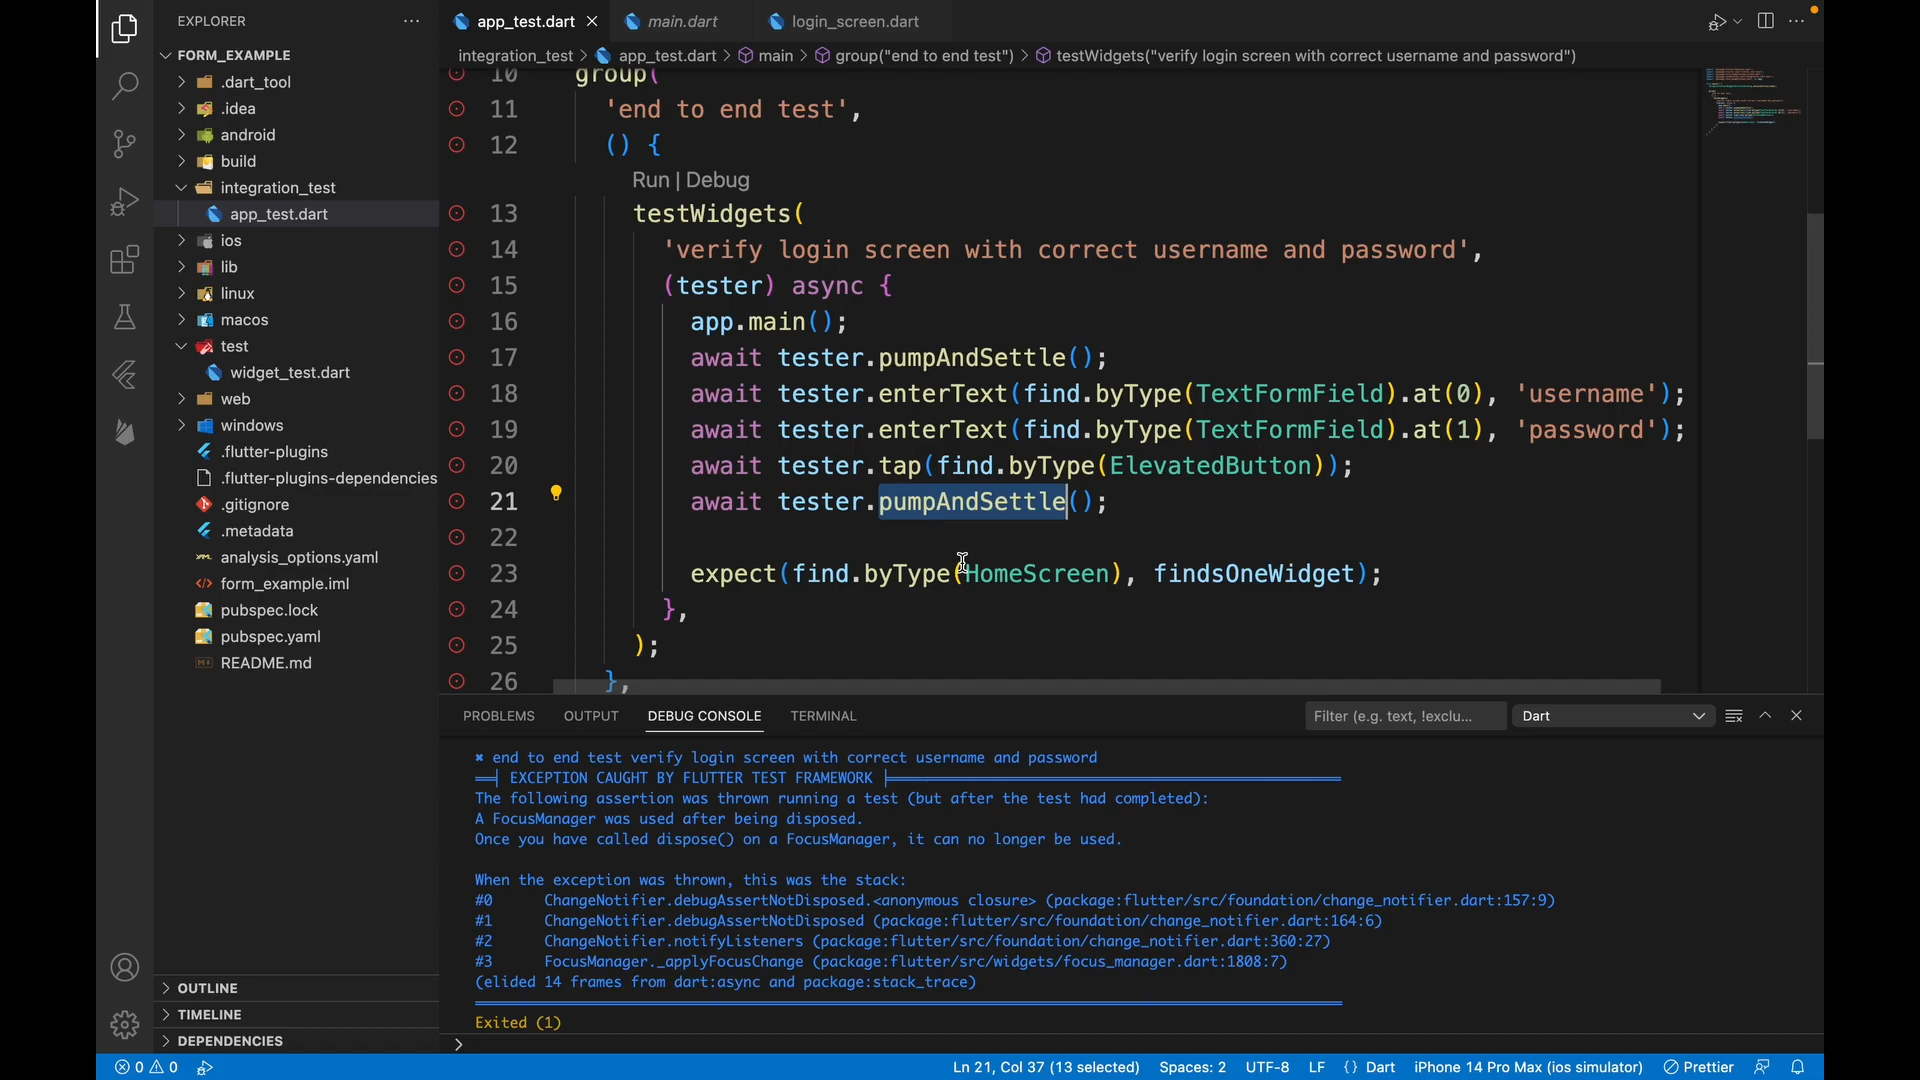 EXPLORER
FORM_EXAMPLE
.dart_tool
.idea
android
build
integration_test
app_test.dart
ios
lib
linux
macos
test
widget_test.dart
web
windows
.flutter-plugins
.flutter-plugins-dependencies
.gitignore
.metadata
analysis_options.yaml
form_example.iml
pubspec.lock
pubspec.yaml
README.md
OUTLINE
TIMELINE
DEPENDENCIES
app_test.dart main.dart login_screen.dart
integration_test > app_test.dart > main > group("end to end test") > testWidgets("verify login screen with correct username and password")
10 group(
11 'end to end test',
12 () {
Run | Debug
13 testWidgets(
14 'verify login screen with correct username and password',
15 (tester) async {
16 app.main();
17 await tester.pumpAndSettle();
18 await tester.enterText(find.byType(TextFormField).at(0), 'username');
19 await tester.enterText(find.byType(TextFormField).at(1), 'password');
20 await tester.tap(find.byType(ElevatedButton));
21 await tester.pumpAndSettle();
22
23 expect(find.byType(HomeScreen), findsOneWidget);
24 },
25 );
26 },
PROBLEMS OUTPUT DEBUG CONSOLE TERMINAL Filter (e.g. text, !exclu... Dart
✖ end to end test verify login screen with correct username and password
══╡ EXCEPTION CAUGHT BY FLUTTER TEST FRAMEWORK ╞═════════════════════════════
The following assertion was thrown running a test (but after the test had completed):
A FocusManager was used after being disposed.
Once you have called dispose() on a FocusManager, it can no longer be used.
When the exception was thrown, this was the stack:
#0 ChangeNotifier.debugAssertNotDisposed.<anonymous closure> (package:flutter/src/foundation/change_notifier.dart:157:9)
#1 ChangeNotifier.debugAssertNotDisposed (package:flutter/src/foundation/change_notifier.dart:164:6)
#2 ChangeNotifier.notifyListeners (package:flutter/src/foundation/change_notifier.dart:360:27)
#3 FocusManager._applyFocusChange (package:flutter/src/widgets/focus_manager.dart:1808:7)
(elided 14 frames from dart:async and package:stack_trace)
Exited (1)
>
0 0 Ln 21, Col 37 (13 selected) Spaces: 2 UTF-8 LF {} Dart iPhone 14 Pro Max (ios simulator) Prettier